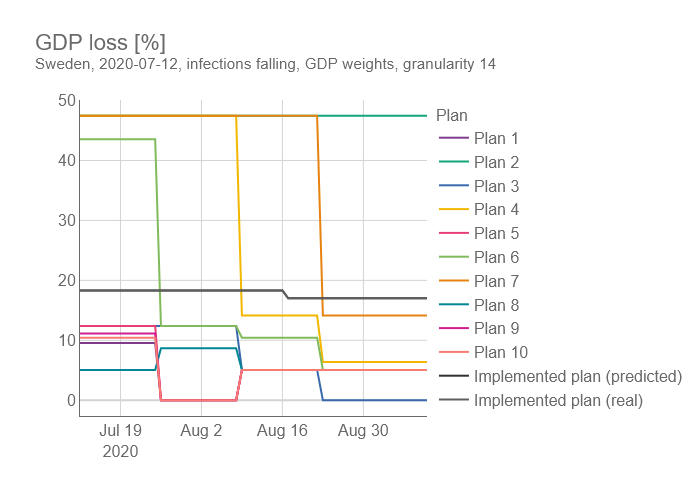 GDP loss [%]
Sweden, 2020-07-12, infections falling, GDP weights, granularity 14
50
40
30
20
10
0
Jul 19
2020
Aug 2
Aug 16
Aug 30
Plan
Plan 1
Plan 2
Plan 3
Plan 4
Plan 5
Plan 6
Plan 7
Plan 8
Plan 9
Plan 10
Implemented plan (predicted)
Implemented plan (real)